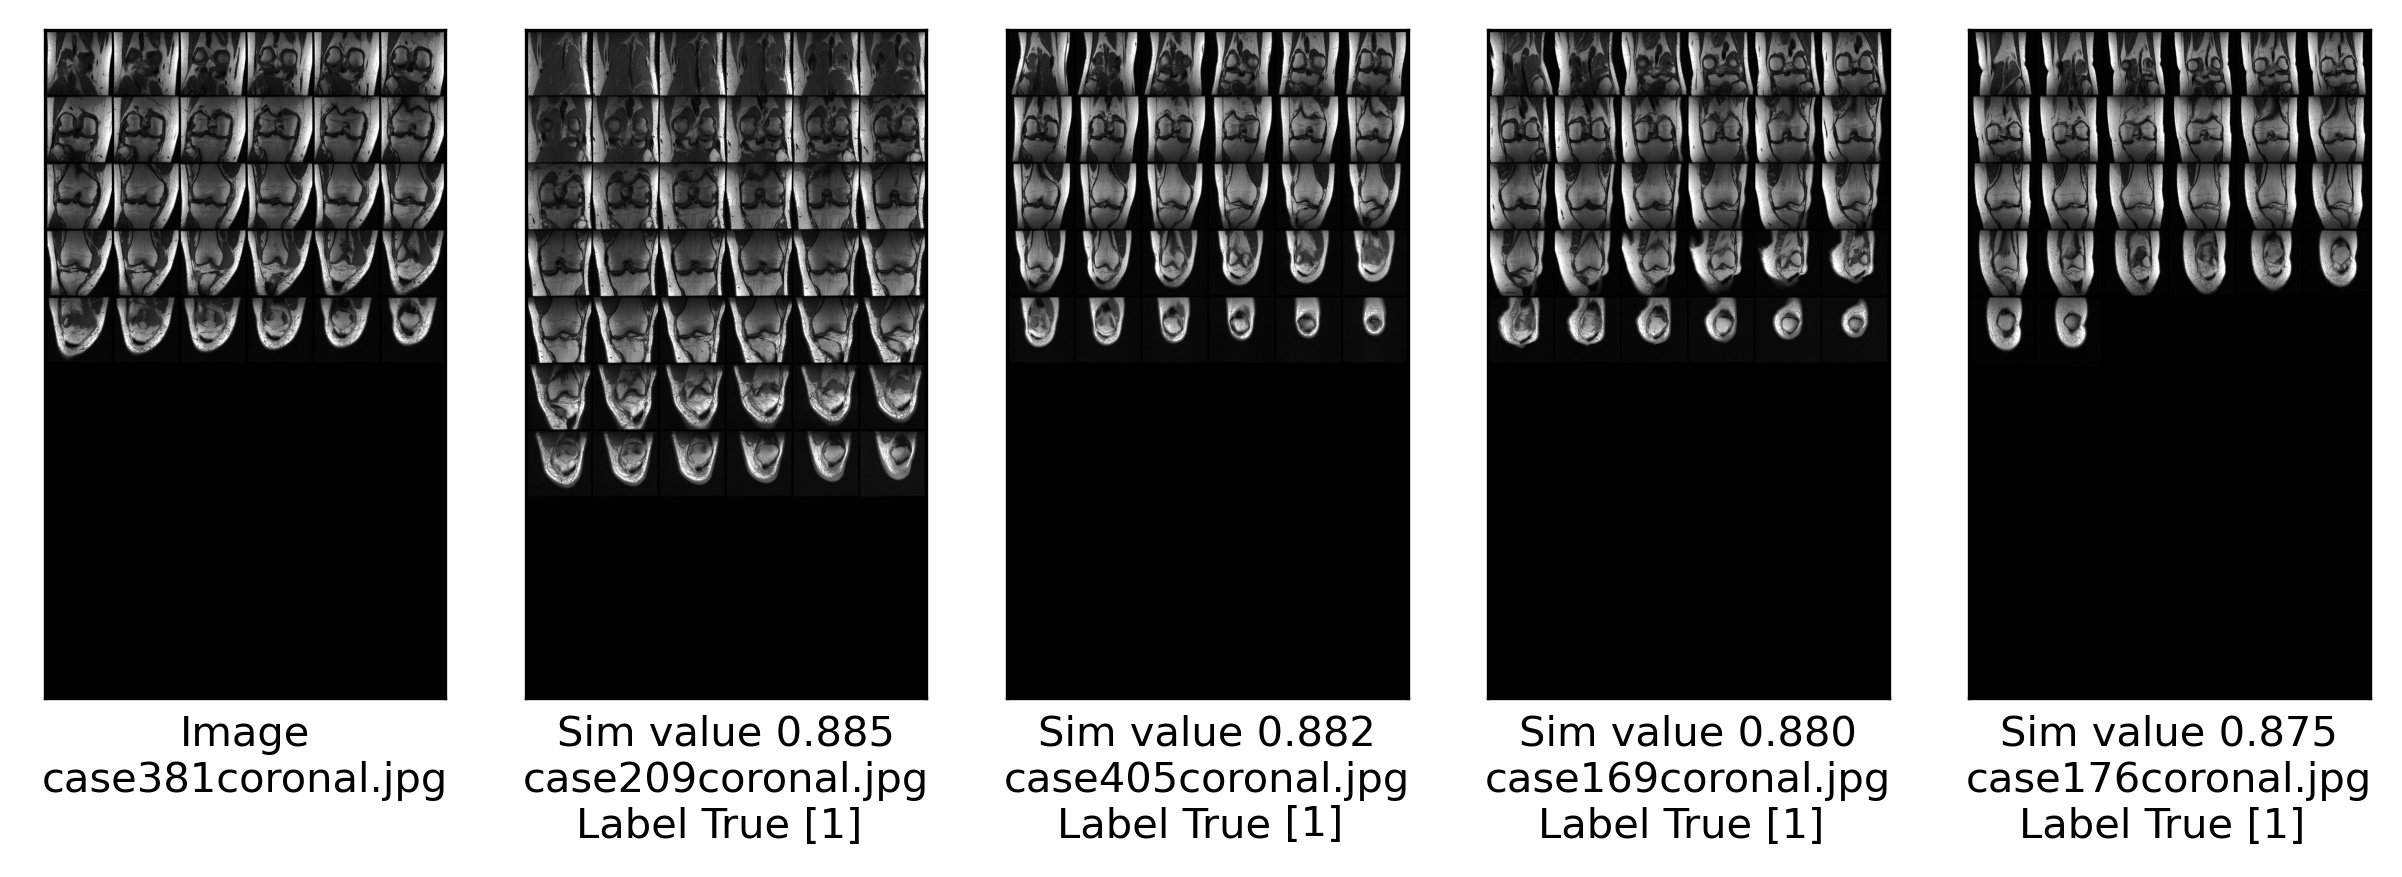 Image
case381coronal.jpg
Sim value 0.885
case209coronal.jpg
Label True [1]
Sim value 0.882
case405coronal.jpg
Label True [1]
Sim value 0.880
case169coronal.jpg
Label True [1]
Sim value 0.875
case176coronal.jpg
Label True [1]